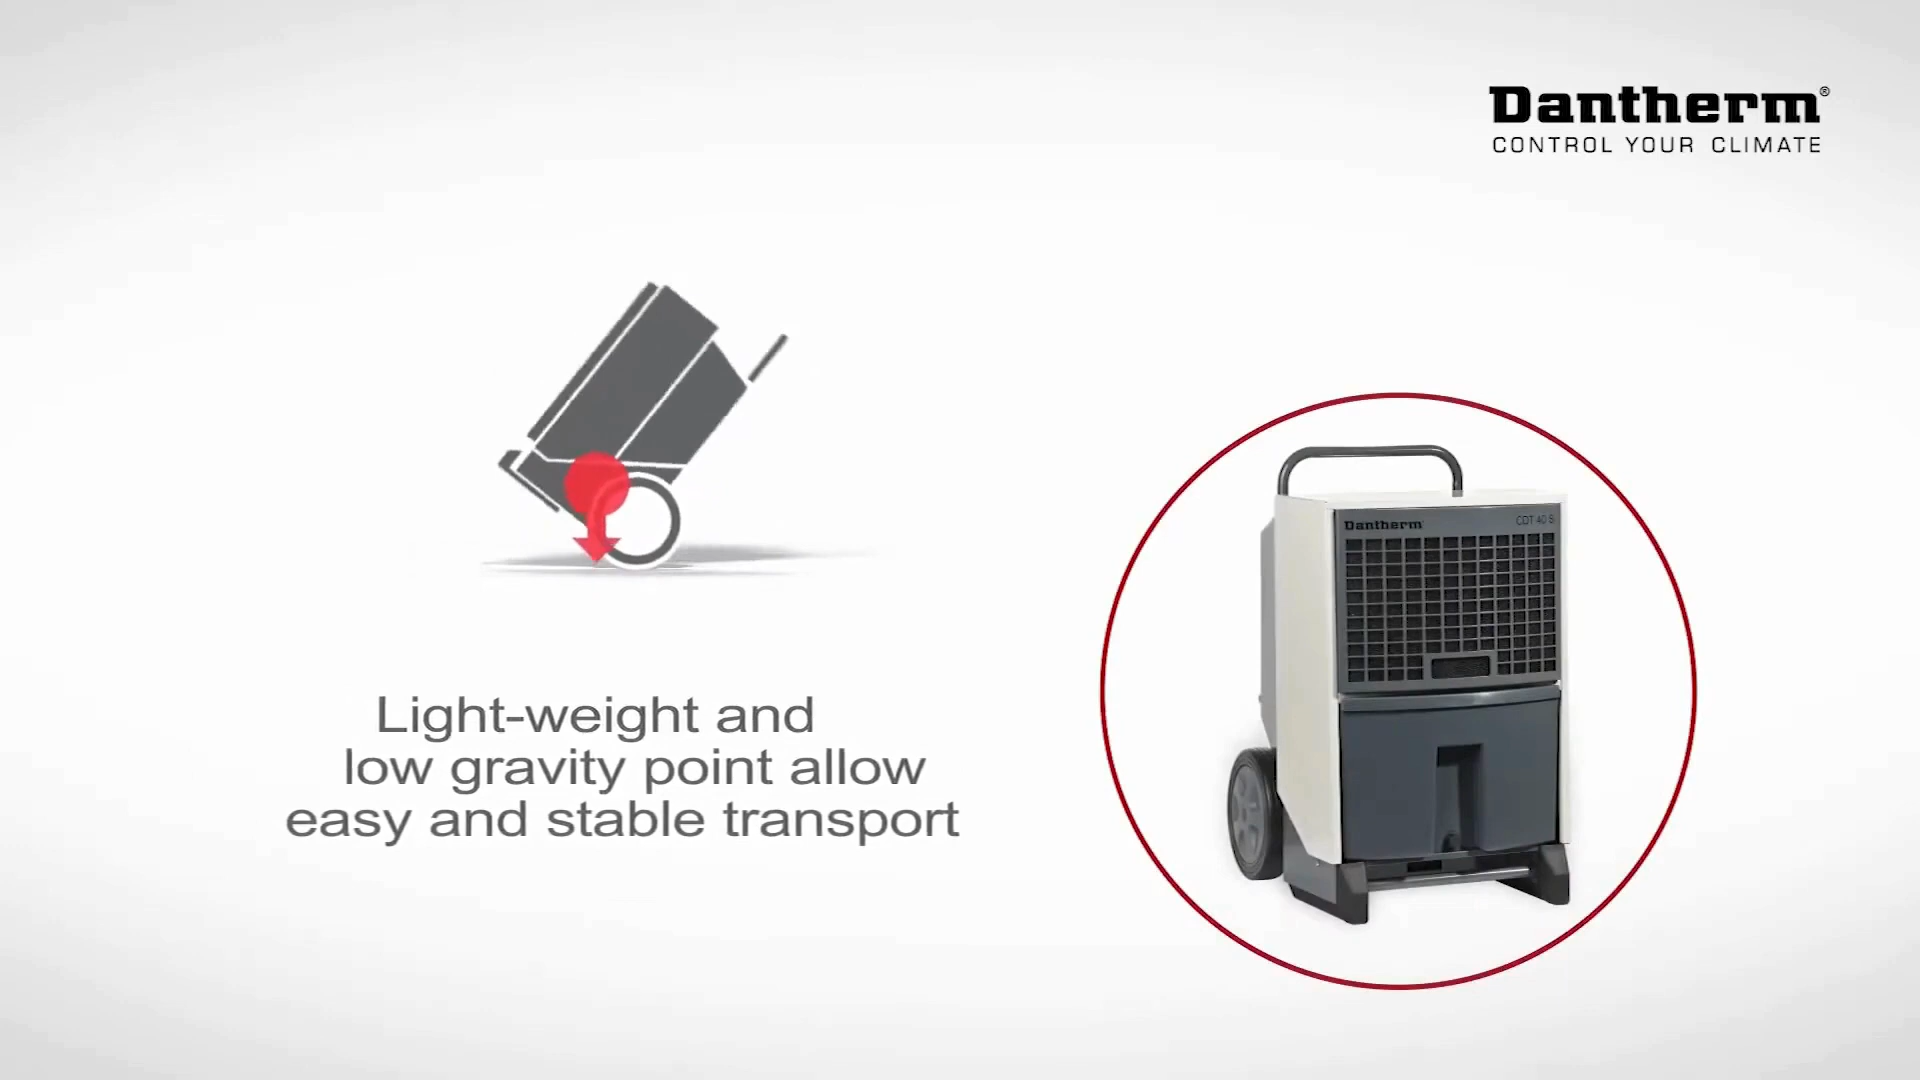 Dantherm®
CONTROL YOUR CLIMATE
Light-weight and
low gravity point allow
easy and stable transport
Dantherm
CDT 40 S